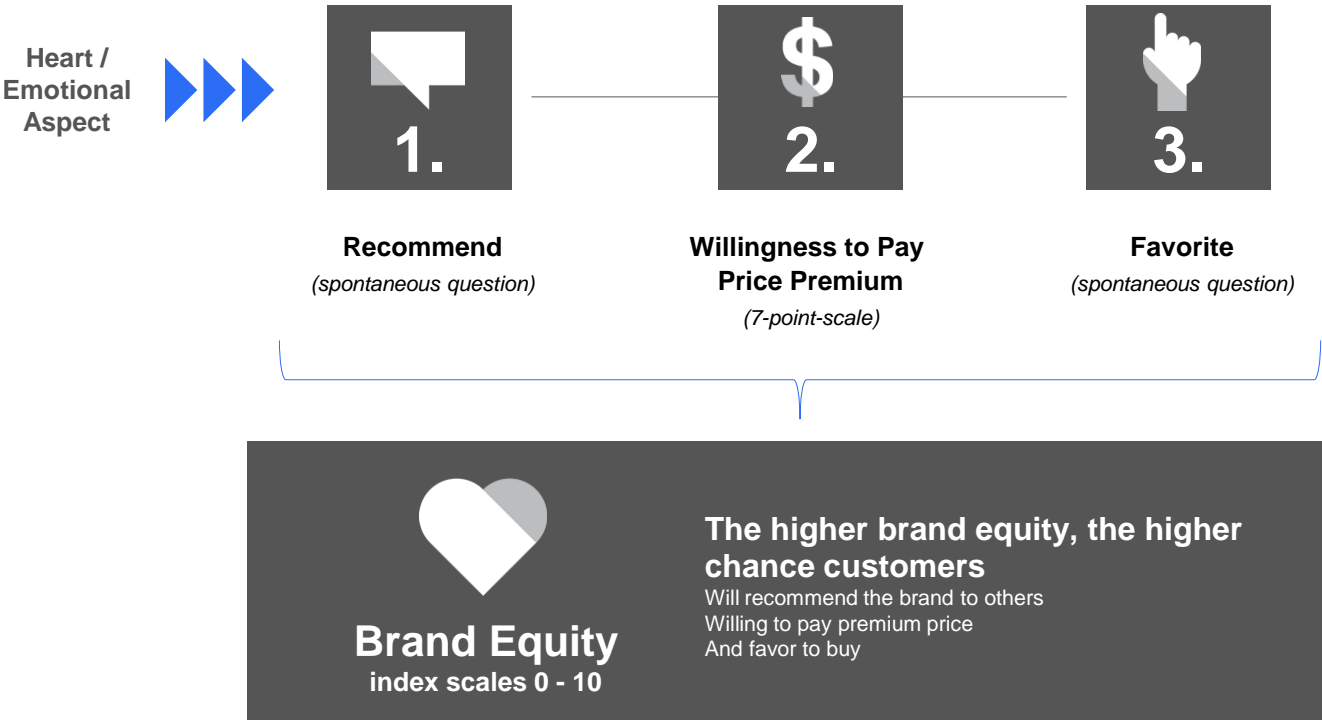 Heart /
Emotional
Aspect
$
1.
2.
3.
Recommend
(spontaneous question)
Willingness to Pay
Price Premium
(7-point-scale)
Favorite
(spontaneous question)
Brand Equity
index scales 0 - 10
The higher brand equity, the higher
chance customers
Will recommend the brand to others
Willing to pay premium price
And favor to buy